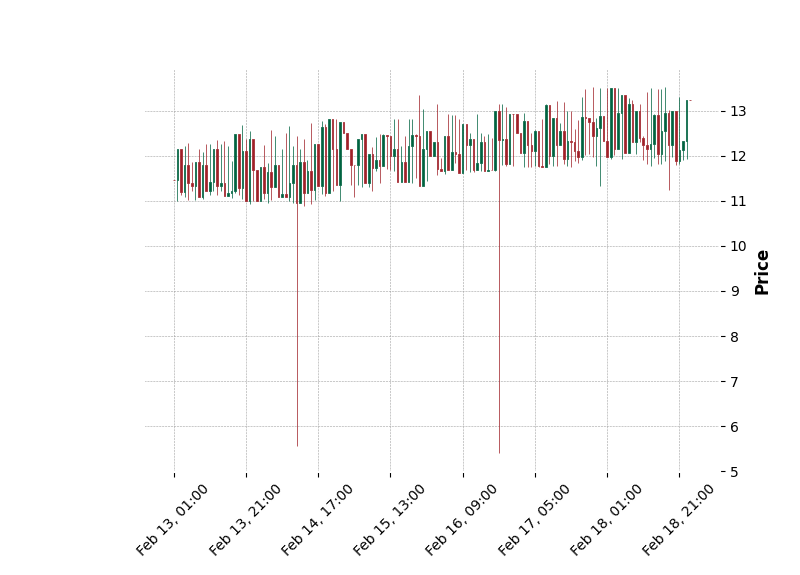 13
12
11
10
9
8
7
6
5
Price
Feb 13, 01:00
Feb 13, 21:00
Feb 14, 17:00
Feb 15, 13:00
Feb 16, 09:00
Feb 17, 05:00
Feb 18, 01:00
Feb 18, 21:00